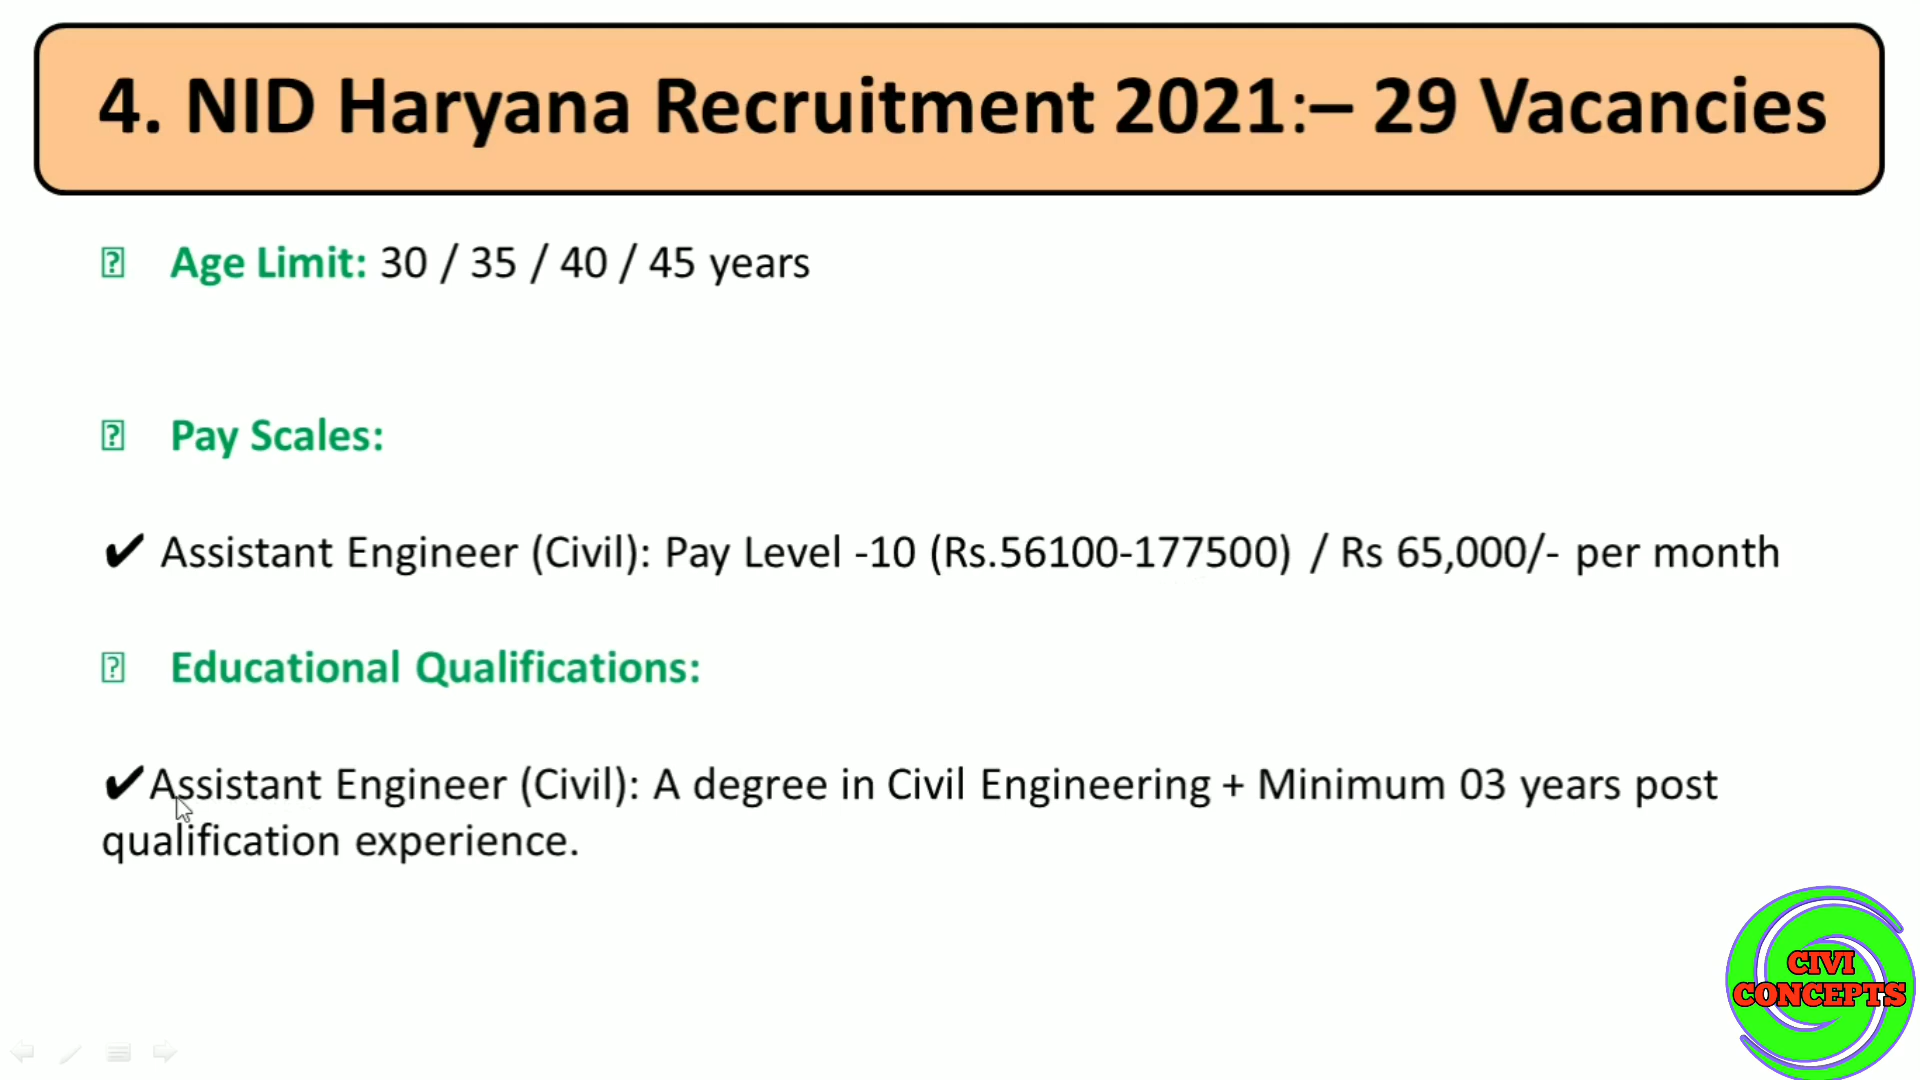 4. NID Haryana Recruitment 2021:– 29 Vacancies
Age Limit: 30 / 35 / 40 / 45 years
Pay Scales:
✔ Assistant Engineer (Civil): Pay Level -10 (Rs.56100-177500) / Rs 65,000/- per month
Educational Qualifications:
✔Assistant Engineer (Civil): A degree in Civil Engineering + Minimum 03 years post
qualification experience.
CIVI
CONCEPTS